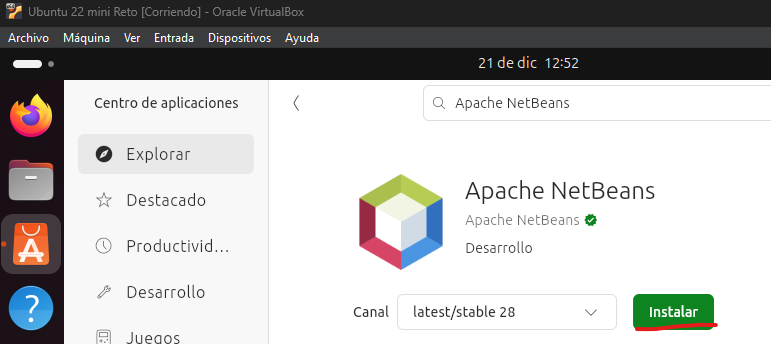 Ubuntu 22 mini Reto [Corriendo] - Oracle VirtualBox
Archivo Máquina Ver Entrada Dispositivos Ayuda
21 de dic 12:52
Centro de aplicaciones
Apache NetBeans
Explorar
Destacado
Productivid...
Desarrollo
Juegos
Apache NetBeans
Apache NetBeans
Desarrollo
Canal latest/stable 28 Instalar